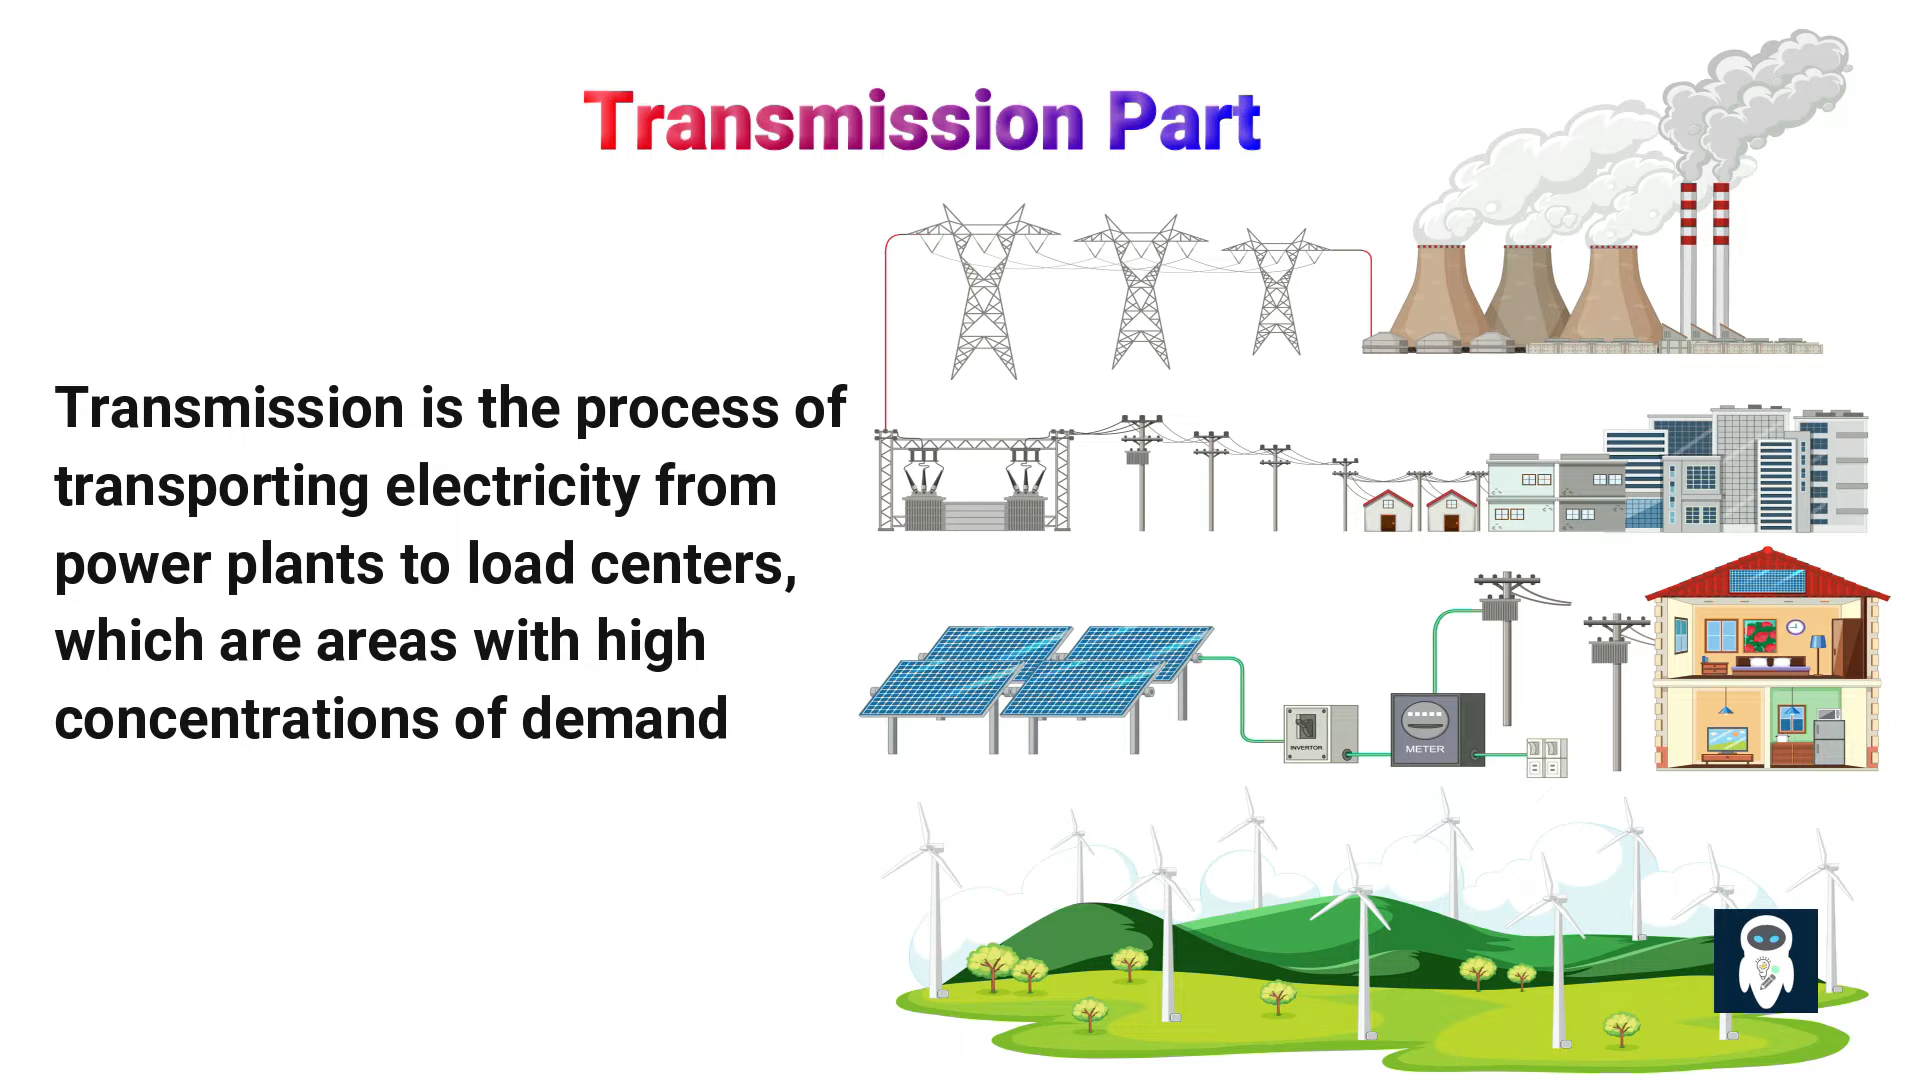 Transmission Part
Transmission is the process of
transporting electricity from
power plants to load centers,
which are areas with high
concentrations of demand
INVERTOR
METER